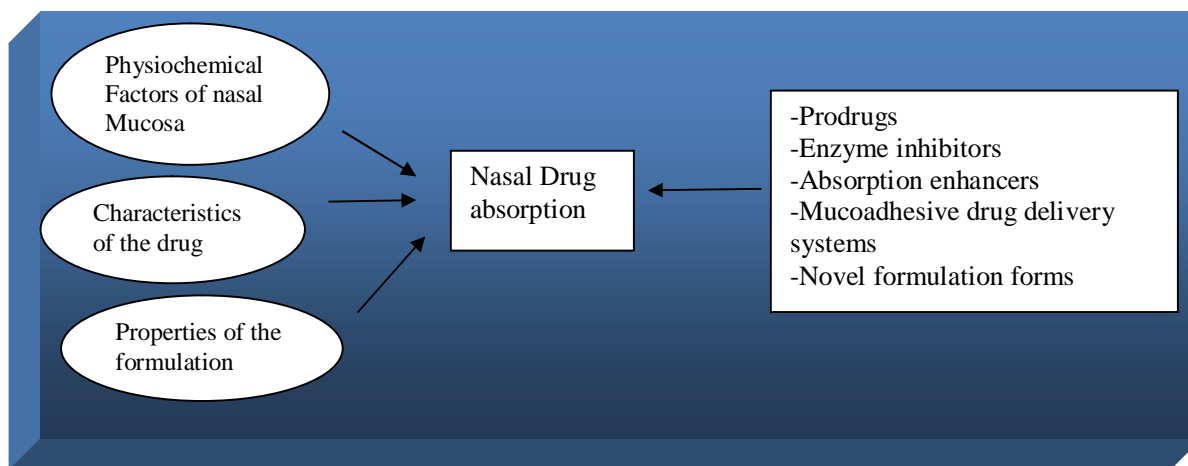 Physiochemical
Factors of nasal
Mucosa
Characteristics
of the drug
Properties of the
formulation
Nasal Drug
absorption
-Prodrugs
-Enzyme inhibitors
-Absorption enhancers
-Mucoadhesive drug delivery
systems
-Novel formulation forms